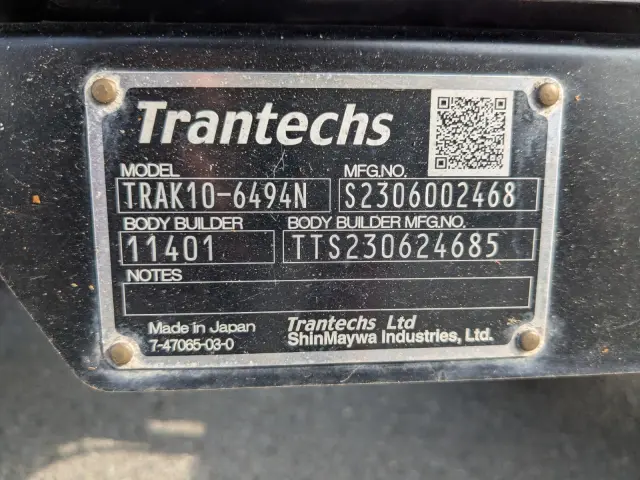 Trantechs
MODEL MFG.NO.
TRAK10-6494N S2306002468
BODY BUILDER BODY BUILDER MFG.NO.
11401 TTS230624685
NOTES
Made in Japan Trantechs Ltd
7-47065-03-0 ShinMaywa Industries, Ltd.